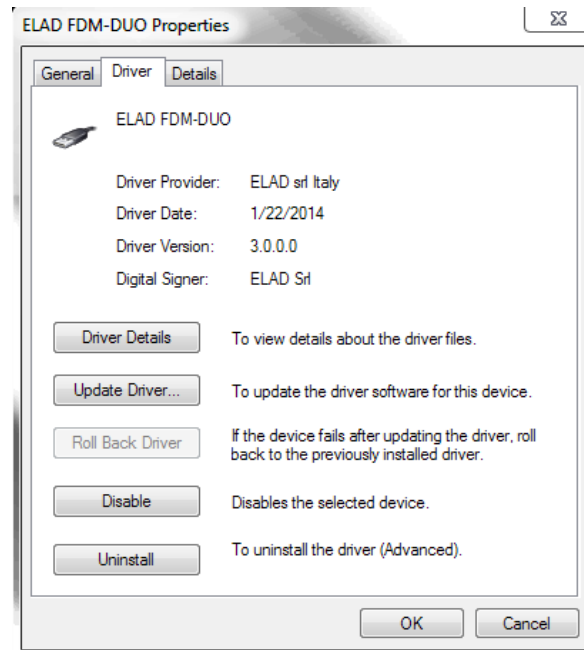 ELAD FDM-DUO Properties
General Driver Details
ELAD FDM-DUO
Driver Provider: ELAD srl Italy
Driver Date: 1/22/2014
Driver Version: 3.0.0.0
Digital Signer: ELAD Srl
Driver Details To view details about the driver files.
Update Driver... To update the driver software for this device.
Roll Back Driver If the device fails after updating the driver, roll
back to the previously installed driver.
Disable Disables the selected device.
Uninstall To uninstall the driver (Advanced).
OK Cancel